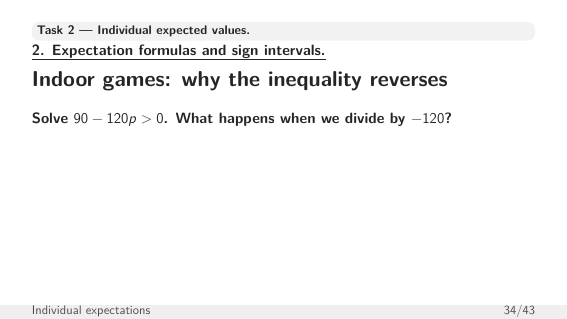 Task 2 — Individual expected values.
2. Expectation formulas and sign intervals.
Indoor games: why the inequality reverses
Solve 90 − 120p > 0. What happens when we divide by −120?
Individual expectations
34/43